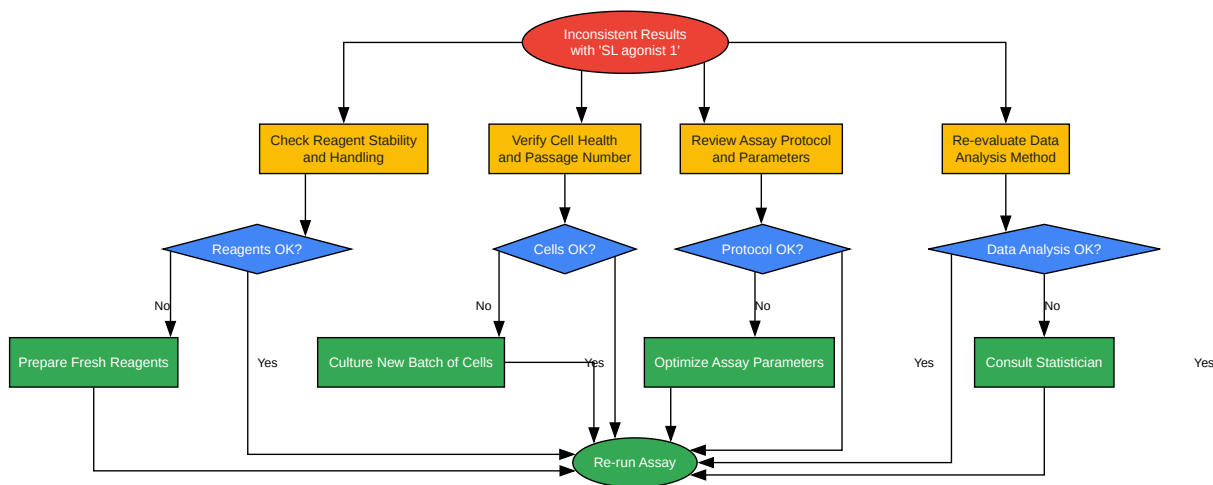 Inconsistent Results
with 'SL agonist 1'
Check Reagent Stability
and Handling
Verify Cell Health
and Passage Number
Review Assay Protocol
and Parameters
Re-evaluate Data
Analysis Method
Reagents OK?
Cells OK?
Protocol OK?
Data Analysis OK?
No
No
No
No
Prepare Fresh Reagents
Yes
Culture New Batch of Cells
Yes
Optimize Assay Parameters
Yes
Consult Statistician
Yes
Re-run Assay